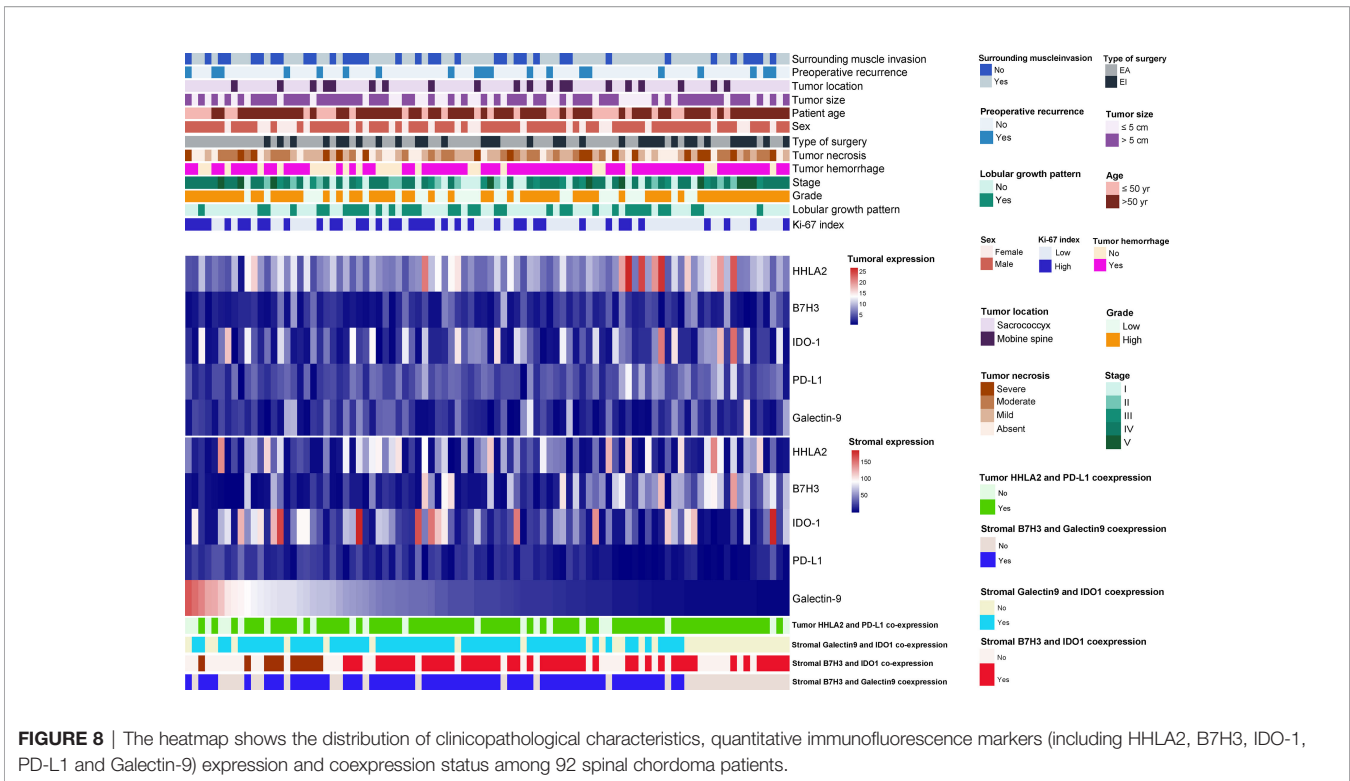 Surrounding muscle invasion
Preoperative recurrence
Tumor location
Tumor size
Patient age
Sex
Type of surgery
Tumor necrosis
Tumor hemorrhage
Stage
Grade
Lobular growth pattern
Ki-67 index
HHLA2
B7H3
IDO-1
PD-L1
Galectin-9
HHLA2
B7H3
IDO-1
PD-L1
Galectin-9
Tumor HHLA2 and PD-L1 co-expression
Stromal Galectin9 and IDO1 co-expression
Stromal B7H3 and IDO1 co-expression
Stromal B7H3 and Galectin9 coexpression
Tumoral expression
25
20
15
10
5
Stromal expression
150
100
50
Surrounding muscleinvasion
No
Yes
Type of surgery
EA
EI
Preoperative recurrence
No
Yes
Tumor size
≤ 5 cm
> 5 cm
Lobular growth pattern
No
Yes
Age
≤ 50 yr
>50 yr
Sex
Female
Male
Ki-67 index
Low
High
Tumor hemorrhage
No
Yes
Tumor location
Sacrococcyx
Mobine spine
Grade
Low
High
Tumor necrosis
Severe
Moderate
Mild
Absent
Stage
I
II
III
IV
V
Tumor HHLA2 and PD-L1 coexpression
No
Yes
Stromal B7H3 and Galectin9 coexpression
No
Yes
Stromal Galectin9 and IDO1 coexpression
No
Yes
Stromal B7H3 and IDO1 coexpression
No
Yes
FIGURE 8 | The heatmap shows the distribution of clinicopathological characteristics, quantitative immunofluorescence markers (including HHLA2, B7H3, IDO-1,
PD-L1 and Galectin-9) expression and coexpression status among 92 spinal chordoma patients.